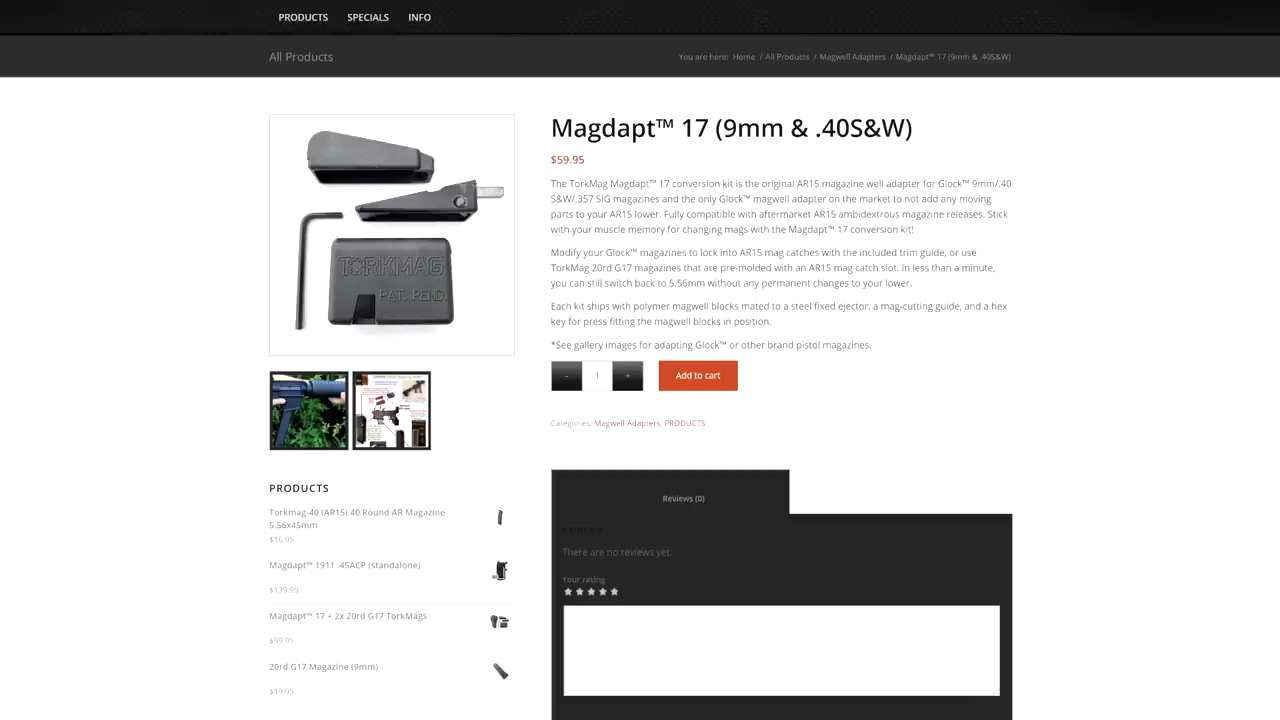 PRODUCTS SPECIALS INFO
All Products
You are here: Home / All Products / Magwell Adapters / Magdapt™ 17 (9mm & .40S&W)
TORKMAG
PAT. PEND.
Magdapt™ 17 (9mm & .40S&W)
$59.95
The TorkMag Magdapt™ 17 conversion kit is the original AR15 magazine well adapter for Glock™ 9mm/.40
S&W/.357 SIG magazines and the only Glock™ magwell adapter on the market to not add any moving
parts to your AR15 lower. Fully compatible with aftermarket AR15 ambidextrous magazine releases. Stick
with your muscle memory for changing mags with the Magdapt™ 17 conversion kit!
Modify your Glock™ magazines to lock into AR15 mag catches with the included trim guide, or use
TorkMag 20rd G17 magazines that are pre-molded with an AR15 mag catch slot. In less than a minute,
you can still switch back to 5.56mm without any permanent changes to your lower.
Each kit ships with polymer magwell blocks mated to a steel fixed ejector, a mag-cutting guide, and a hex
key for press fitting the magwell blocks in position.
*See gallery images for adapting Glock™ or other brand pistol magazines.
- 1 +
Add to cart
Categories: Magwell Adapters, PRODUCTS
PRODUCTS
Torkmag-40 (AR15) 40 Round AR Magazine
5.56x45mm
$16.95
Magdapt™ 1911 .45ACP (standalone)
$139.95
Magdapt™ 17 + 2x 20rd G17 TorkMags
$99.95
20rd G17 Magazine (9mm)
$19.95
Reviews (0)
There are no reviews yet.
Your rating